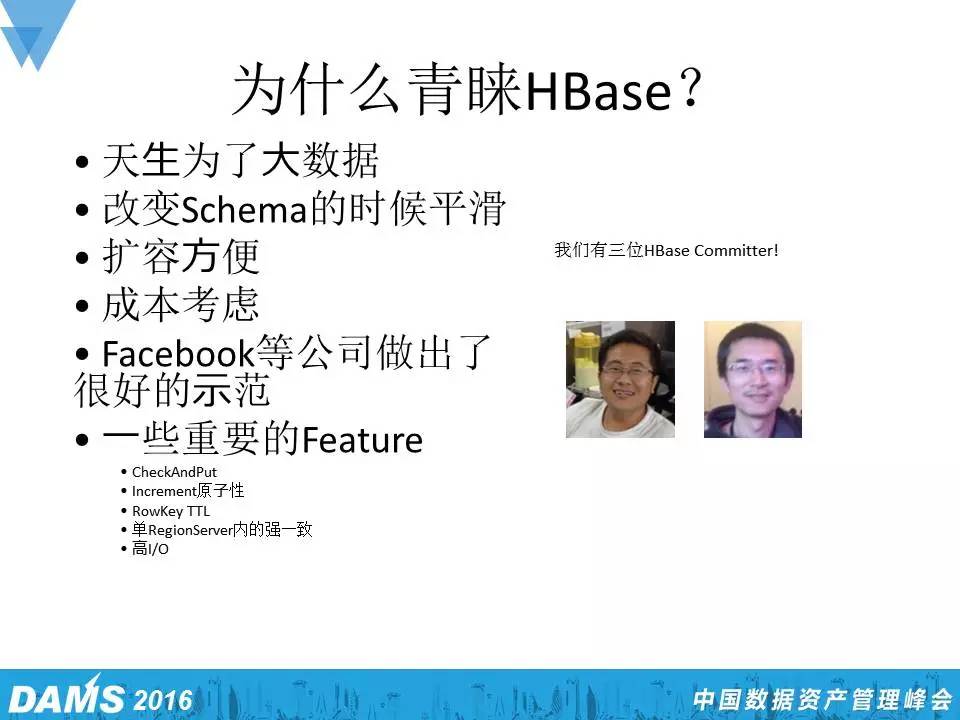 为什么青睐HBase？
• 天生为了大数据
• 改变Schema的时候平滑
• 扩容方便
• 成本考虑
• Facebook等公司做出了
很好的示范
• 一些重要的Feature
• CheckAndPut
• Increment原子性
• RowKey TTL
• 单RegionServer内的强一致
• 高I/O
我们有三位HBase Committer!
DAMS 2016
中国数据资产管理峰会